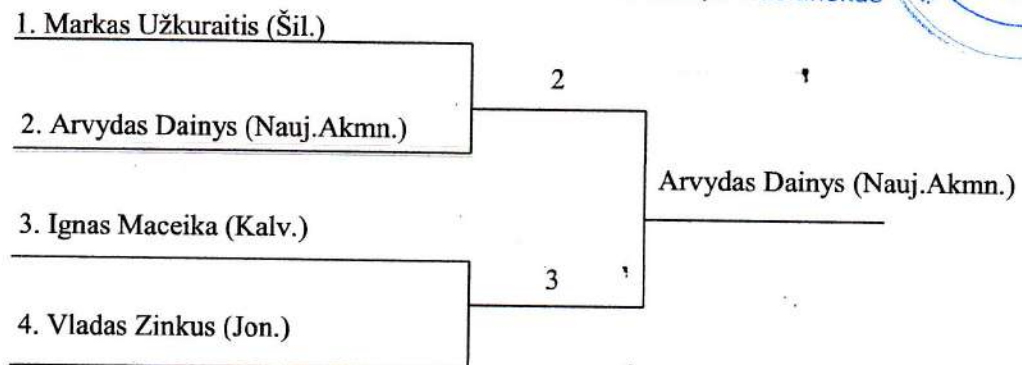 1. Markas Užkuraitis (Šil.)
2
2. Arvydas Dainys (Nauj.Akmn.)
Arvydas Dainys (Nauj.Akmn.)
3. Ignas Maceika (Kalv.)
3
4. Vladas Zinkus (Jon.)